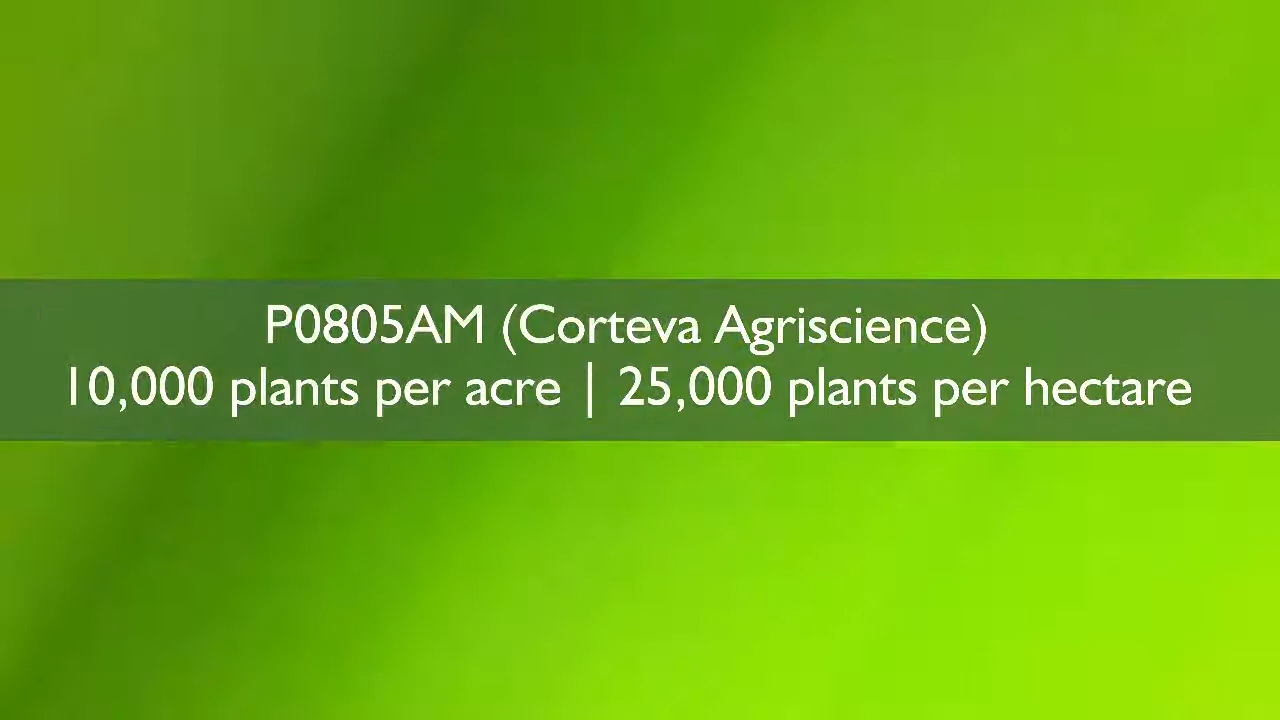 P0805AM (Corteva Agriscience)
10,000 plants per acre | 25,000 plants per hectare